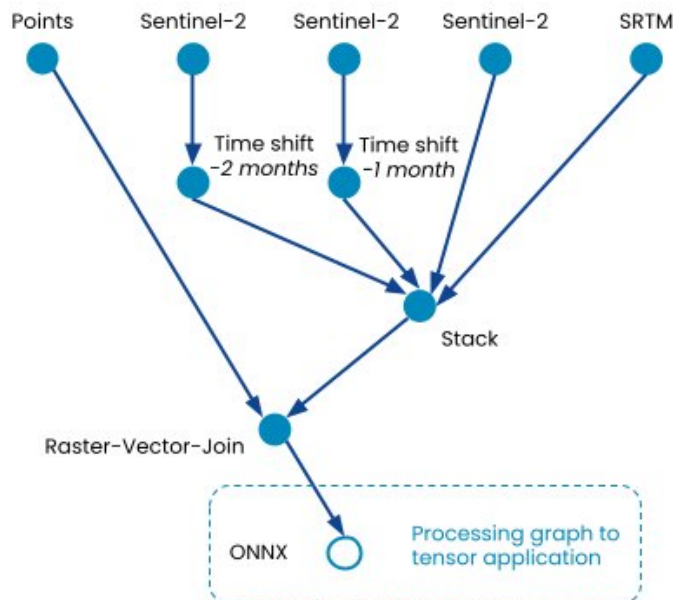 Points
Sentinel-2
Sentinel-2
Sentinel-2
SRTM
Time shift
-2 months
Time shift
-1 month
Stack
Raster-Vector-Join
ONNX
Processing graph to
tensor application